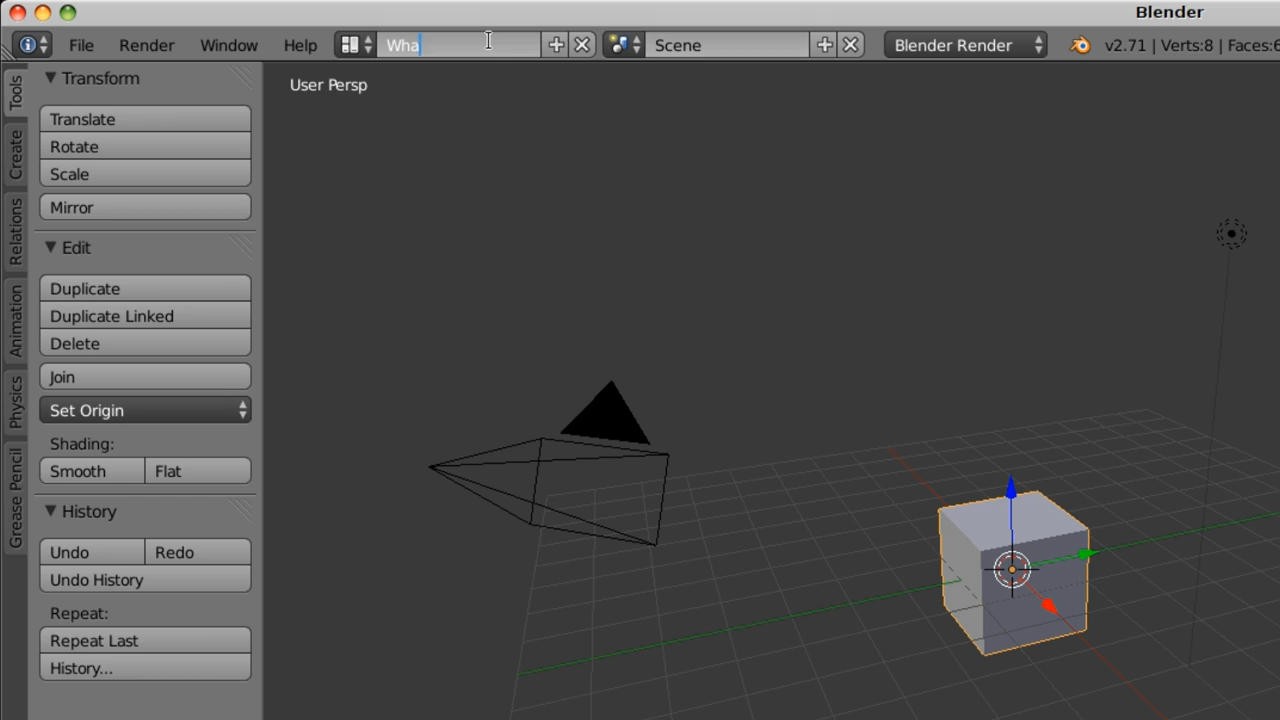 Blender
File Render Window Help Wha Scene Blender Render v2.71 | Verts:8 | Faces:6
Tools
Create
Relations
Animation
Physics
Grease Pencil
Transform
Translate
Rotate
Scale
Mirror
Edit
Duplicate
Duplicate Linked
Delete
Join
Set Origin
Shading:
Smooth Flat
History
Undo Redo
Undo History
Repeat:
Repeat Last
History...
User Persp